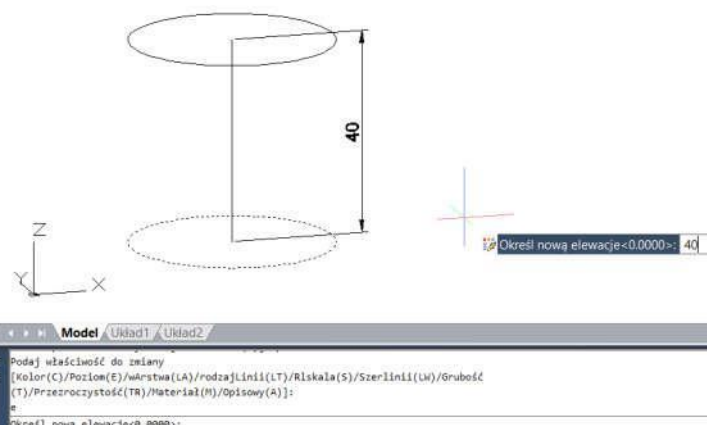 40
Z
Y
X
Określ nową elewacje<0.0000>: 40
Model Układ1 Układ2
Podaj właściwość do zmiany
[Kolor(C)/Poziom(E)/wArstwa(LA)/rodzajLinii(LT)/RIskala(S)/Szerlinii(LW)/Grubość
(T)/Przezroczystość(TR)/Materiał(M)/Opisowy(A)]:
e
Określ nową elewacje<0.0000>: